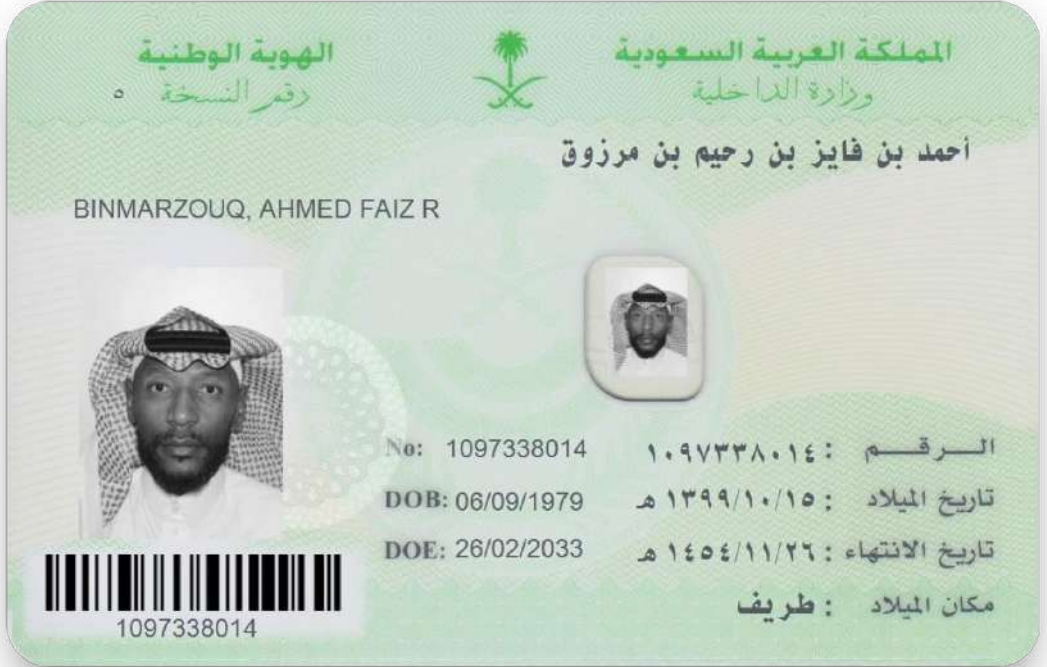 المملكة العربية السعودية
وزارة الداخلية
الهوية الوطنية
رقم النسخة ٥
أحمد بن فايز بن رحيم بن مرزوق
BINMARZOUQ, AHMED FAIZ R
الـــرقـــم : ١٠٩٧٣٣٨٠١٤ No: 1097338014
تاريخ الميلاد : ١٣٩٩/١٠/١٥ هـ DOB: 06/09/1979
تاريخ الانتهاء : ١٤٥٤/١١/٢٦ هـ DOE: 26/02/2033
مكان الميلاد : طريف
1097338014